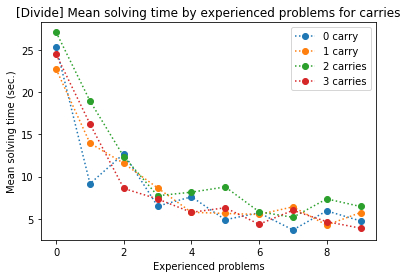 [Divide] Mean solving time by experienced problems for carries
0 carry
1 carry
2 carries
3 carries
Mean solving time (sec.)
25
20
15
10
5
0
2
4
6
8
Experienced problems